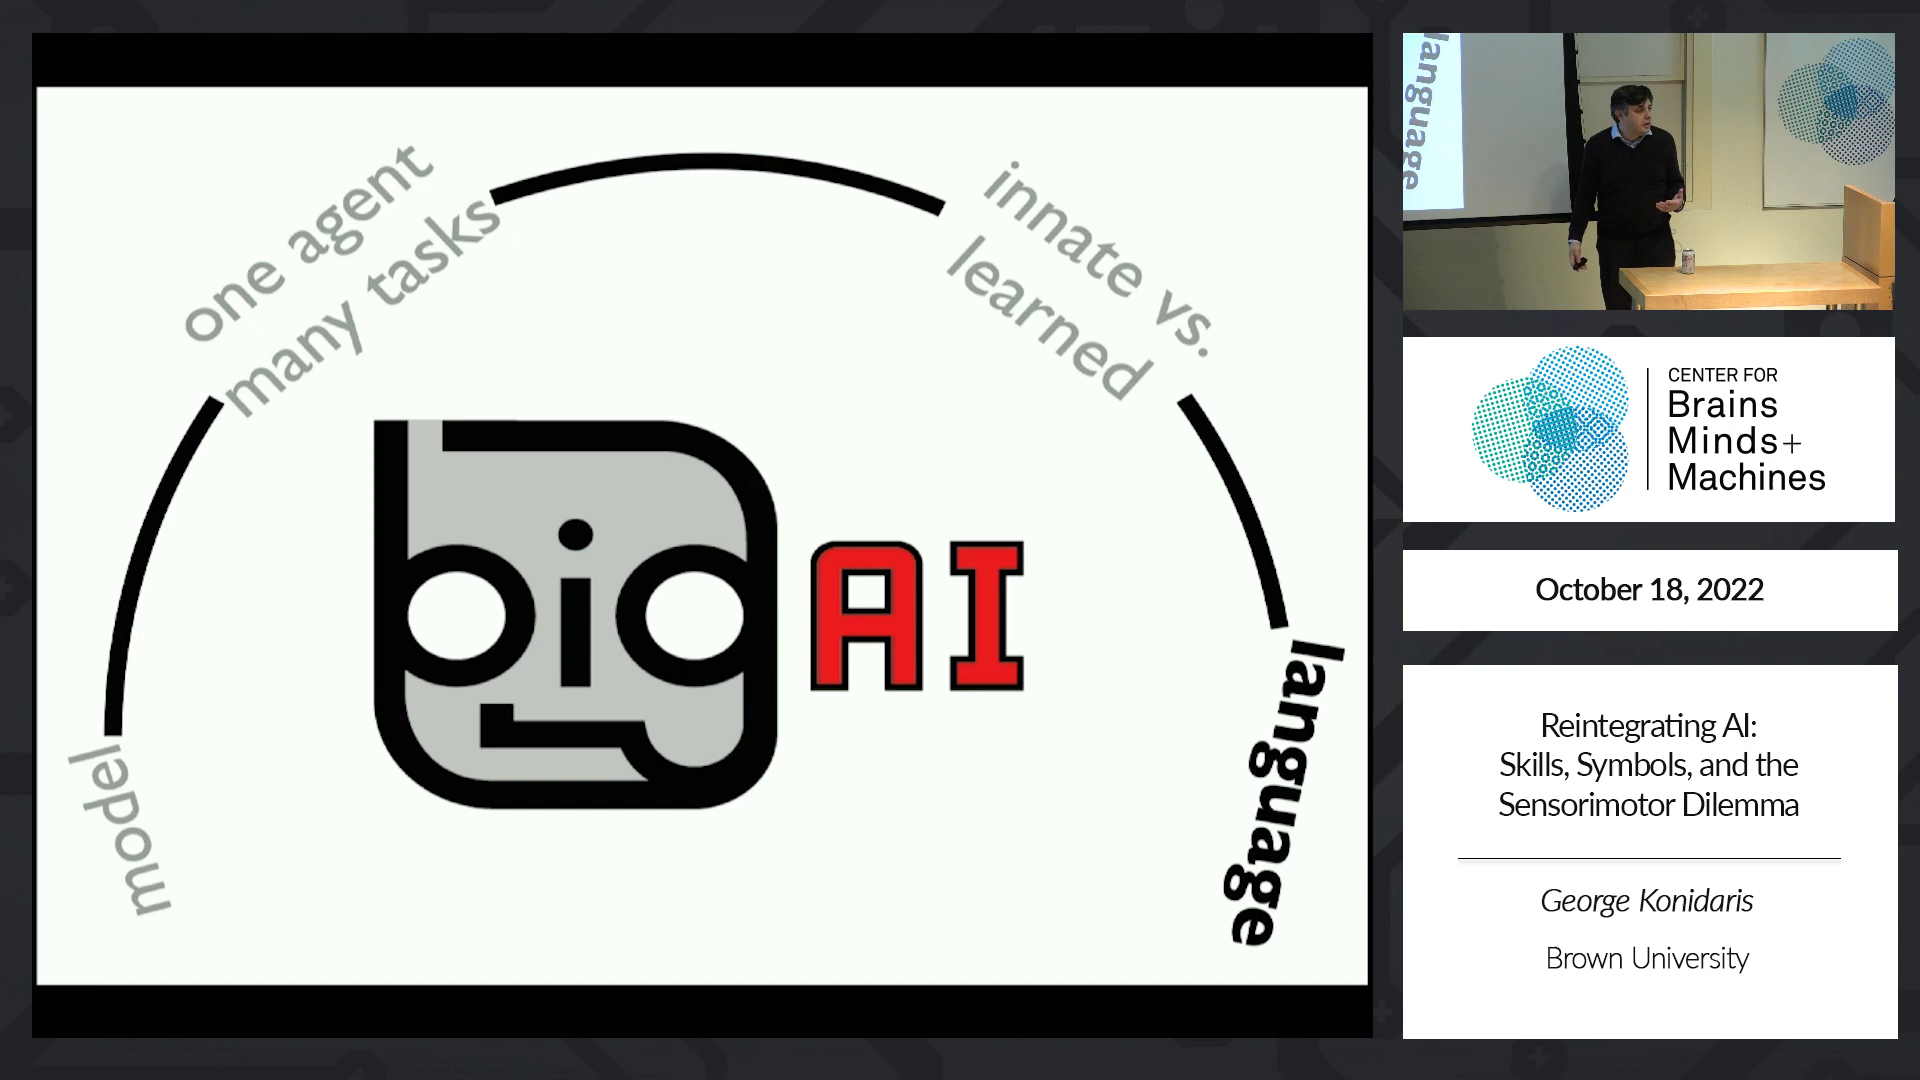 one agent
many tasks
innate vs.
learned
model
big AI
language
language
CENTER FOR
Brains
Minds+
Machines
October 18, 2022
Reintegrating AI:
Skills, Symbols, and the
Sensorimotor Dilemma
George Konidaris
Brown University